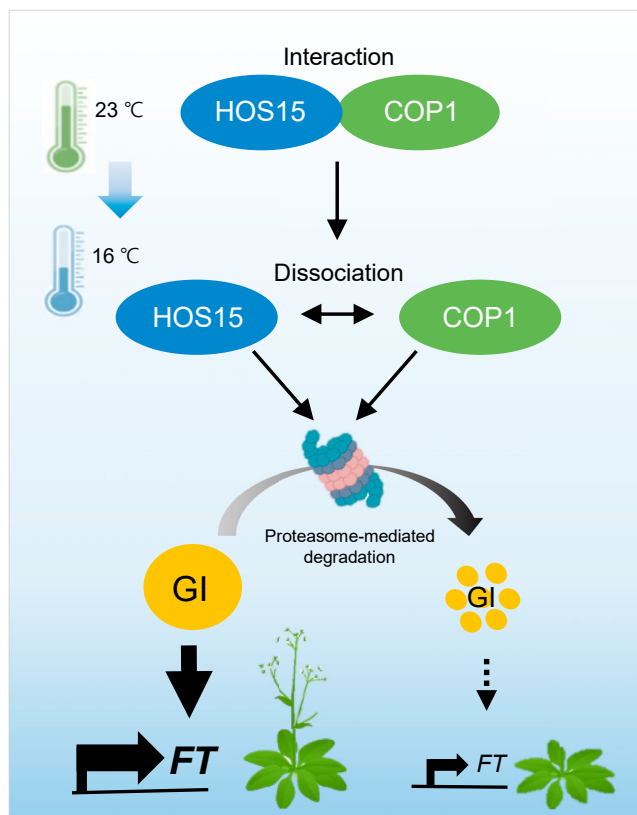 Interaction
23 ℃
HOS15
COP1
16 ℃
Dissociation
HOS15
COP1
Proteasome-mediated
degradation
GI
GI
FT
FT